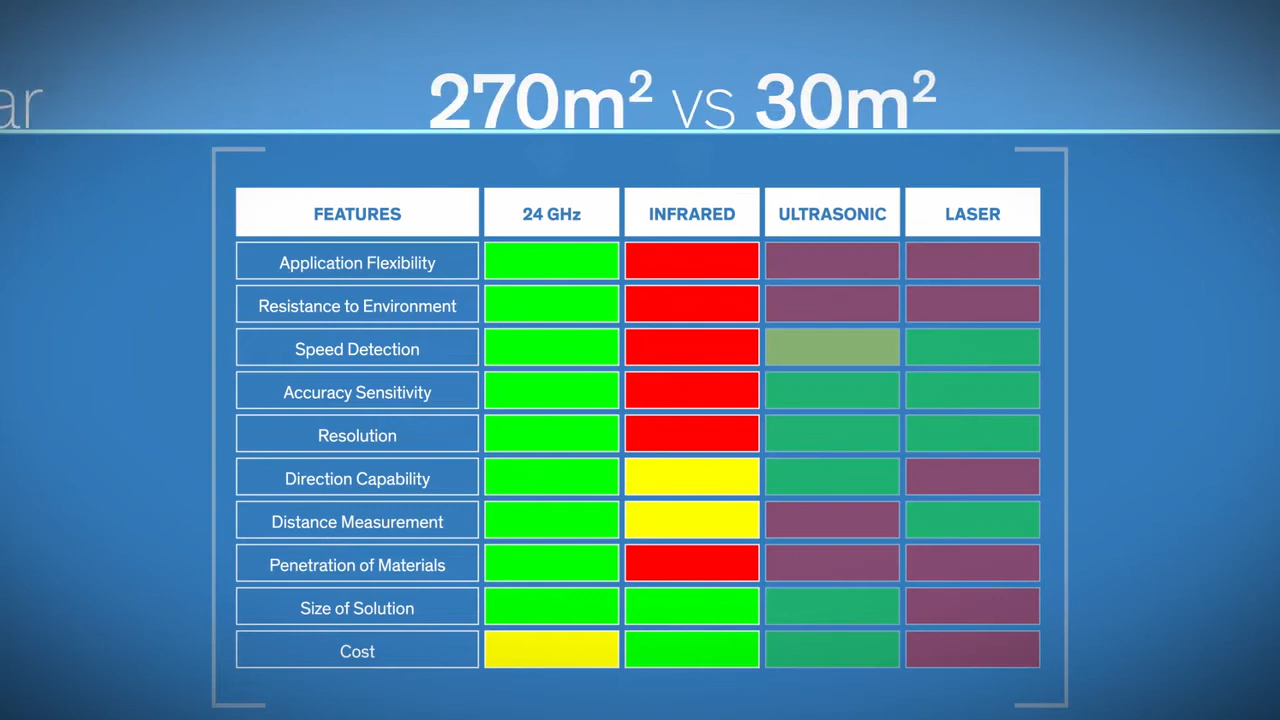 ar
270m² vs 30m²
FEATURES 24 GHz INFRARED ULTRASONIC LASER
Application Flexibility
Resistance to Environment
Speed Detection
Accuracy Sensitivity
Resolution
Direction Capability
Distance Measurement
Penetration of Materials
Size of Solution
Cost